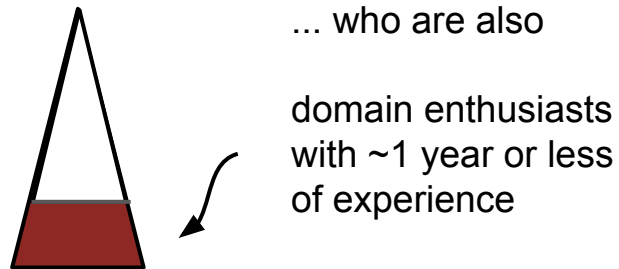 ... who are also
domain enthusiasts
with ~1 year or less
of experience